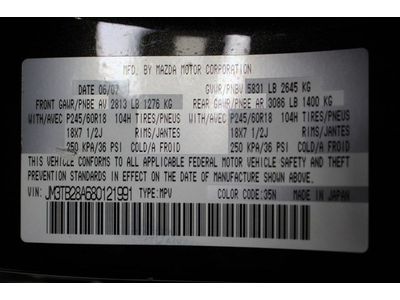 MFD. BY MAZDA MOTOR CORPORATION
DATE 06/07 GVWR/PNBV 5831 LB 2645 KG
FRONT GAWR/PNBE AV 2813 LB 1276 KG REAR GAWR/PNBE AR 3086 LB 1400 KG
WITH/AVEC P245/60R18 104H TIRES/PNEUS WITH/AVEC P245/60R18 104H TIRES/PNEUS
18X7 1/2J RIMS/JANTES 18X7 1/2J RIMS/JANTES
250 KPA/36 PSI COLD/A FROID 250 KPA/36 PSI COLD/A FROID
THIS VEHICLE CONFORMS TO ALL APPLICABLE FEDERAL MOTOR VEHICLE SAFETY AND THEFT
PREVENTION STANDARDS IN EFFECT ON THE DATE OF MANUFACTURE SHOWN ABOVE.
VIN: JM3TB28A680121991 TYPE:MPV COLOR CODE:35N MADE IN JAPAN